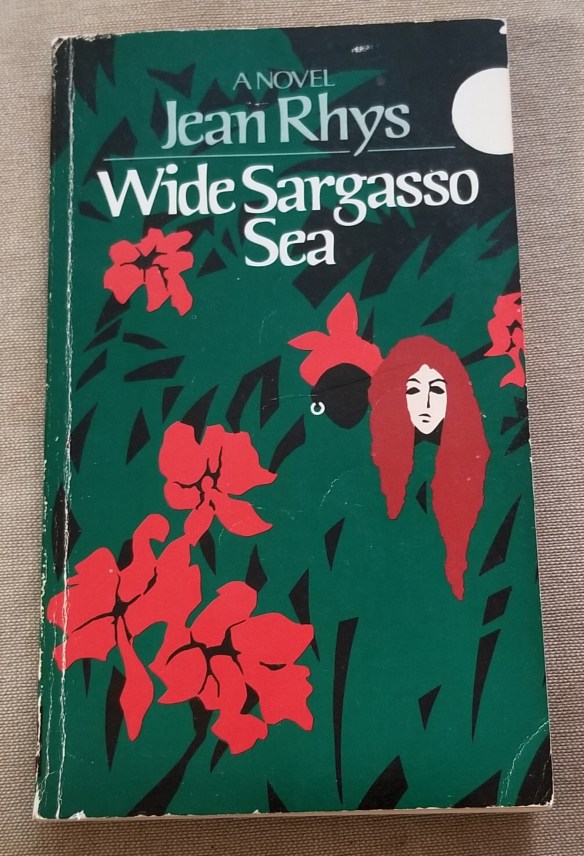 A NOVEL
Jean Rhys
Wide Sargasso
Sea